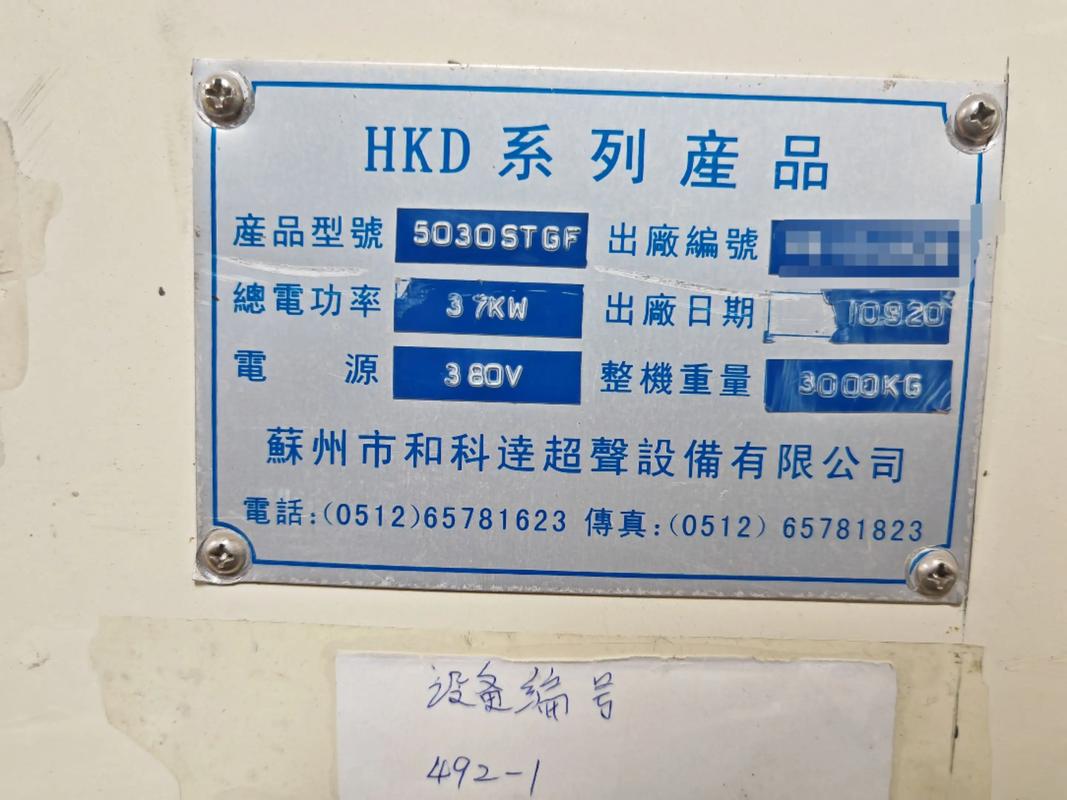 HKD 系列産品
産品型號 5030STGF 出廠編號
總電功率 37KW 出廠日期 10920
電 源 380V 整機重量 3000KG
蘇州市和科達超聲設備有限公司
電話:(0512)65781623 傳真:(0512) 65781823
设备编号
492-1